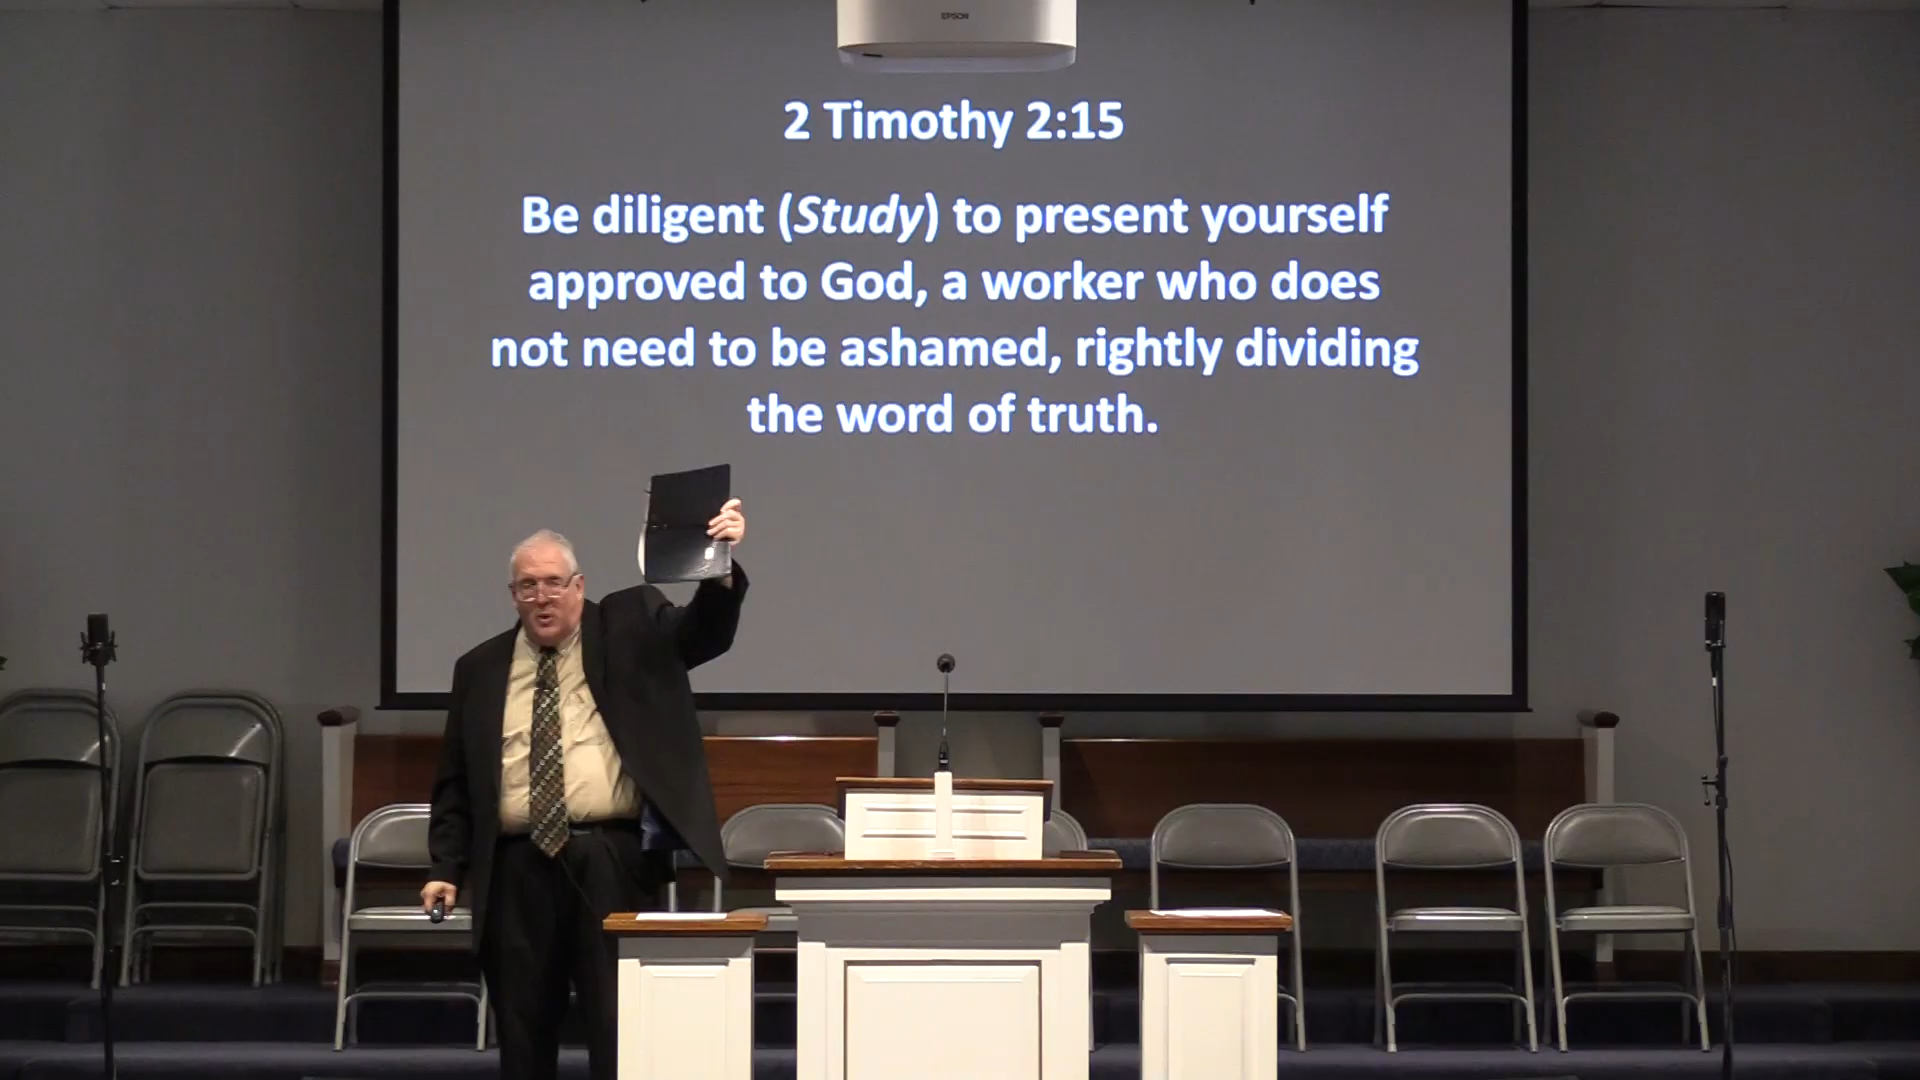 EPSON
2 Timothy 2:15
Be diligent (Study) to present yourself
approved to God, a worker who does
not need to be ashamed, rightly dividing
the word of truth.